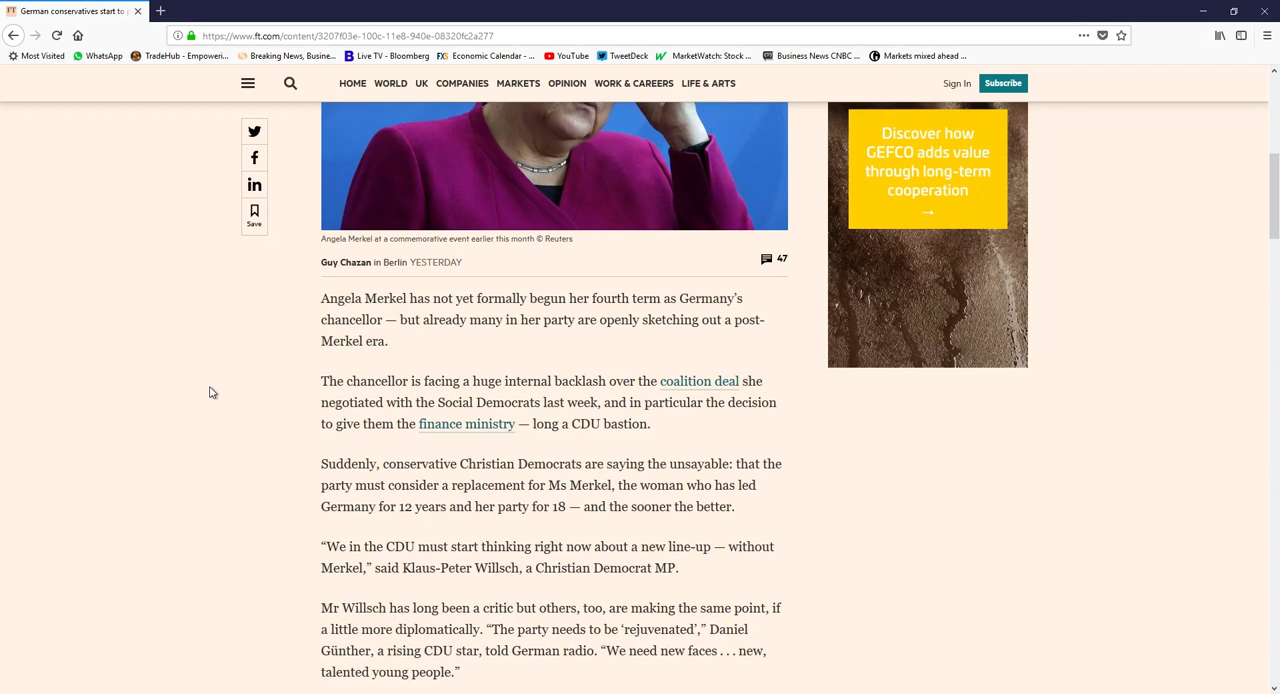 FT German conservatives start to p
https://www.ft.com/content/3207f03e-100c-11e8-940e-08320fc2a277
Most Visited WhatsApp TradeHub - Empoweri... Breaking News, Busine... Live TV - Bloomberg Economic Calendar - ... YouTube TweetDeck MarketWatch: Stock ... Business News CNBC ... Markets mixed ahead ...
HOME WORLD UK COMPANIES MARKETS OPINION WORK & CAREERS LIFE & ARTS Sign In Subscribe
Save
Discover how
GEFCO adds value
through long-term
cooperation
→
Angela Merkel at a commemorative event earlier this month © Reuters
Guy Chazan in Berlin YESTERDAY 47
Angela Merkel has not yet formally begun her fourth term as Germany’s
chancellor — but already many in her party are openly sketching out a post-
Merkel era.
The chancellor is facing a huge internal backlash over the coalition deal she
negotiated with the Social Democrats last week, and in particular the decision
to give them the finance ministry — long a CDU bastion.
Suddenly, conservative Christian Democrats are saying the unsayable: that the
party must consider a replacement for Ms Merkel, the woman who has led
Germany for 12 years and her party for 18 — and the sooner the better.
“We in the CDU must start thinking right now about a new line-up — without
Merkel,” said Klaus-Peter Willsch, a Christian Democrat MP.
Mr Willsch has long been a critic but others, too, are making the same point, if
a little more diplomatically. “The party needs to be ‘rejuvenated’,” Daniel
Günther, a rising CDU star, told German radio. “We need new faces . . . new,
talented young people.”